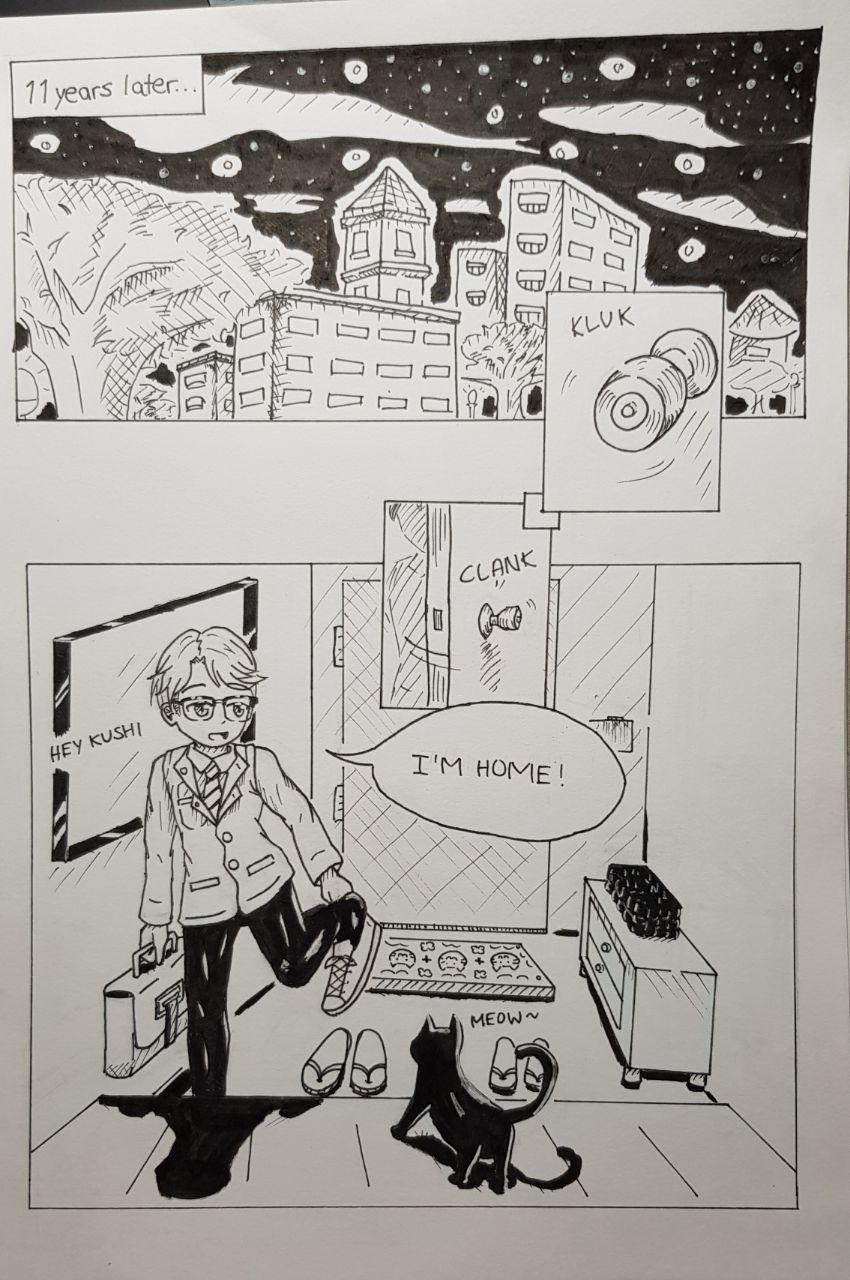 11 years later...
KLUK
CLANK
HEY KUSHI
I'M HOME!
MEOW~